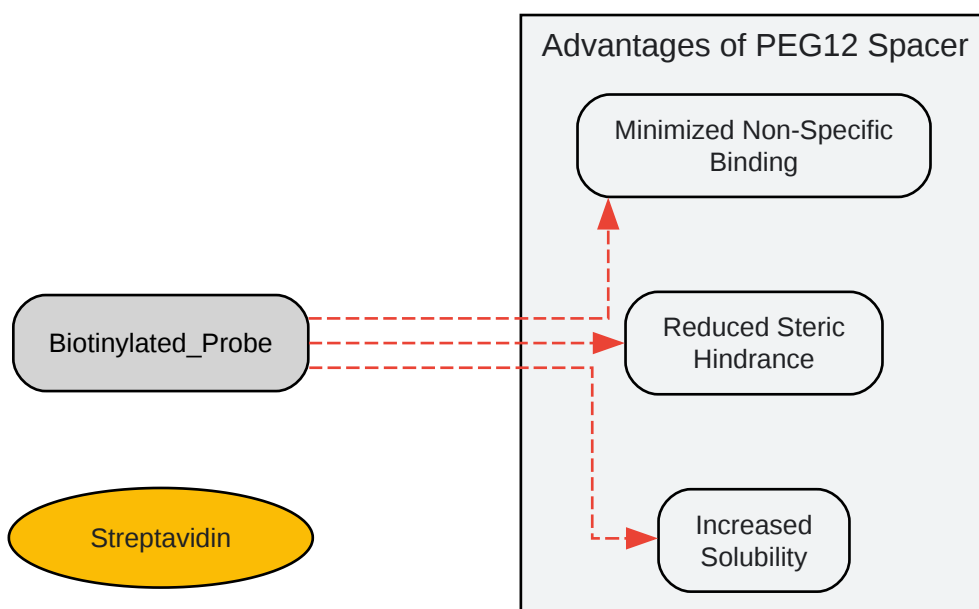 Advantages of PEG12 Spacer
Minimized Non-Specific
Binding
Biotinylated_Probe
Reduced Steric
Hindrance
Streptavidin
Increased
Solubility